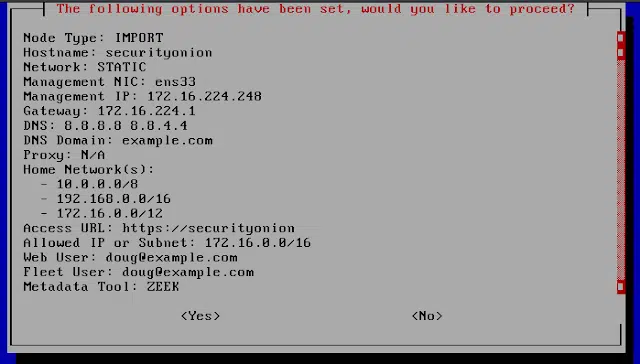 The following options have been set, would you like to proceed?
Node Type: IMPORT
Hostname: securityonion
Network: STATIC
Management NIC: ens33
Management IP: 172.16.224.248
Gateway: 172.16.224.1
DNS: 8.8.8.8 8.8.4.4
DNS Domain: example.com
Proxy: N/A
Home Network(s):
- 10.0.0.0/8
- 192.168.0.0/16
- 172.16.0.0/12
Access URL: https://securityonion
Allowed IP or Subnet: 172.16.0.0/16
Web User: doug@example.com
Fleet User: doug@example.com
Metadata Tool: ZEEK
<Yes> <No>